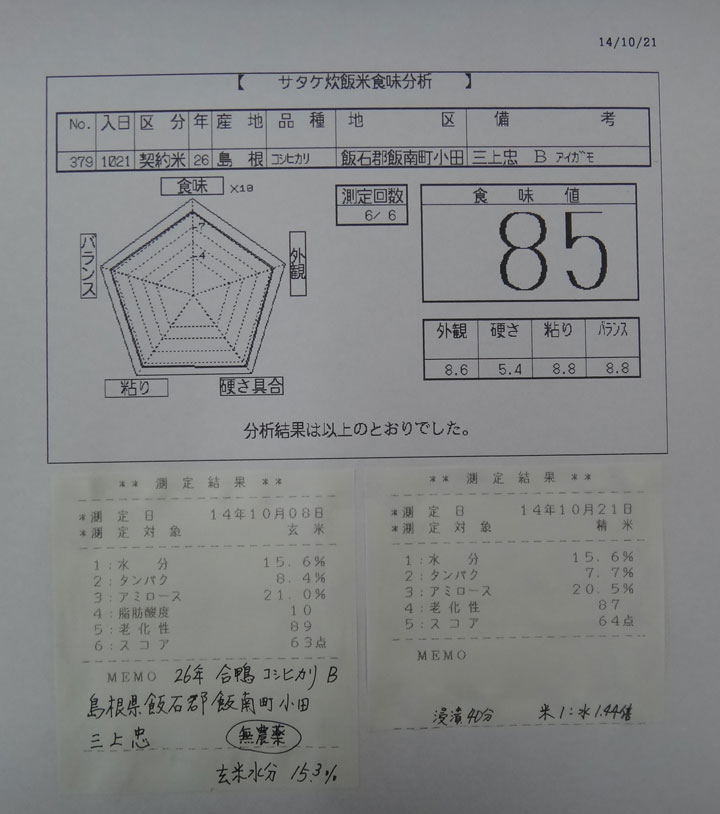 14/10/21
【 サタケ炊飯米食味分析 】
No. 入日 区分 年 産地 品種 地区 備考
379 1021 契約米 26 島根 コシヒカリ 飯石郡飯南町小田 三上忠 B アイガモ
食味 ×10
7
4
バランス
外観
粘り
硬さ具合
測定回数
6/6
食味値
85
外観 硬さ 粘り バランス
8.6 5.4 8.8 8.8
分析結果は以上のとおりでした。
** 測定結果 **
*測定日 14年10月08日
*測定対象 玄米
1:水分 15.6%
2:タンパク 8.4%
3:アミロース 21.0%
4:脂肪酸度 10
5:老化性 89
6:スコア 63点
MEMO 26年 合鴨 コシヒカリ B
島根県飯石郡飯南町小田
三上忠 無農薬
玄米水分 15.3%
** 測定結果 **
*測定日 14年10月21日
*測定対象 精米
1:水分 15.6%
2:タンパク 7.7%
3:アミロース 20.5%
4:老化性 87
5:スコア 64点
MEMO
浸漬40分 米1:水1.44倍